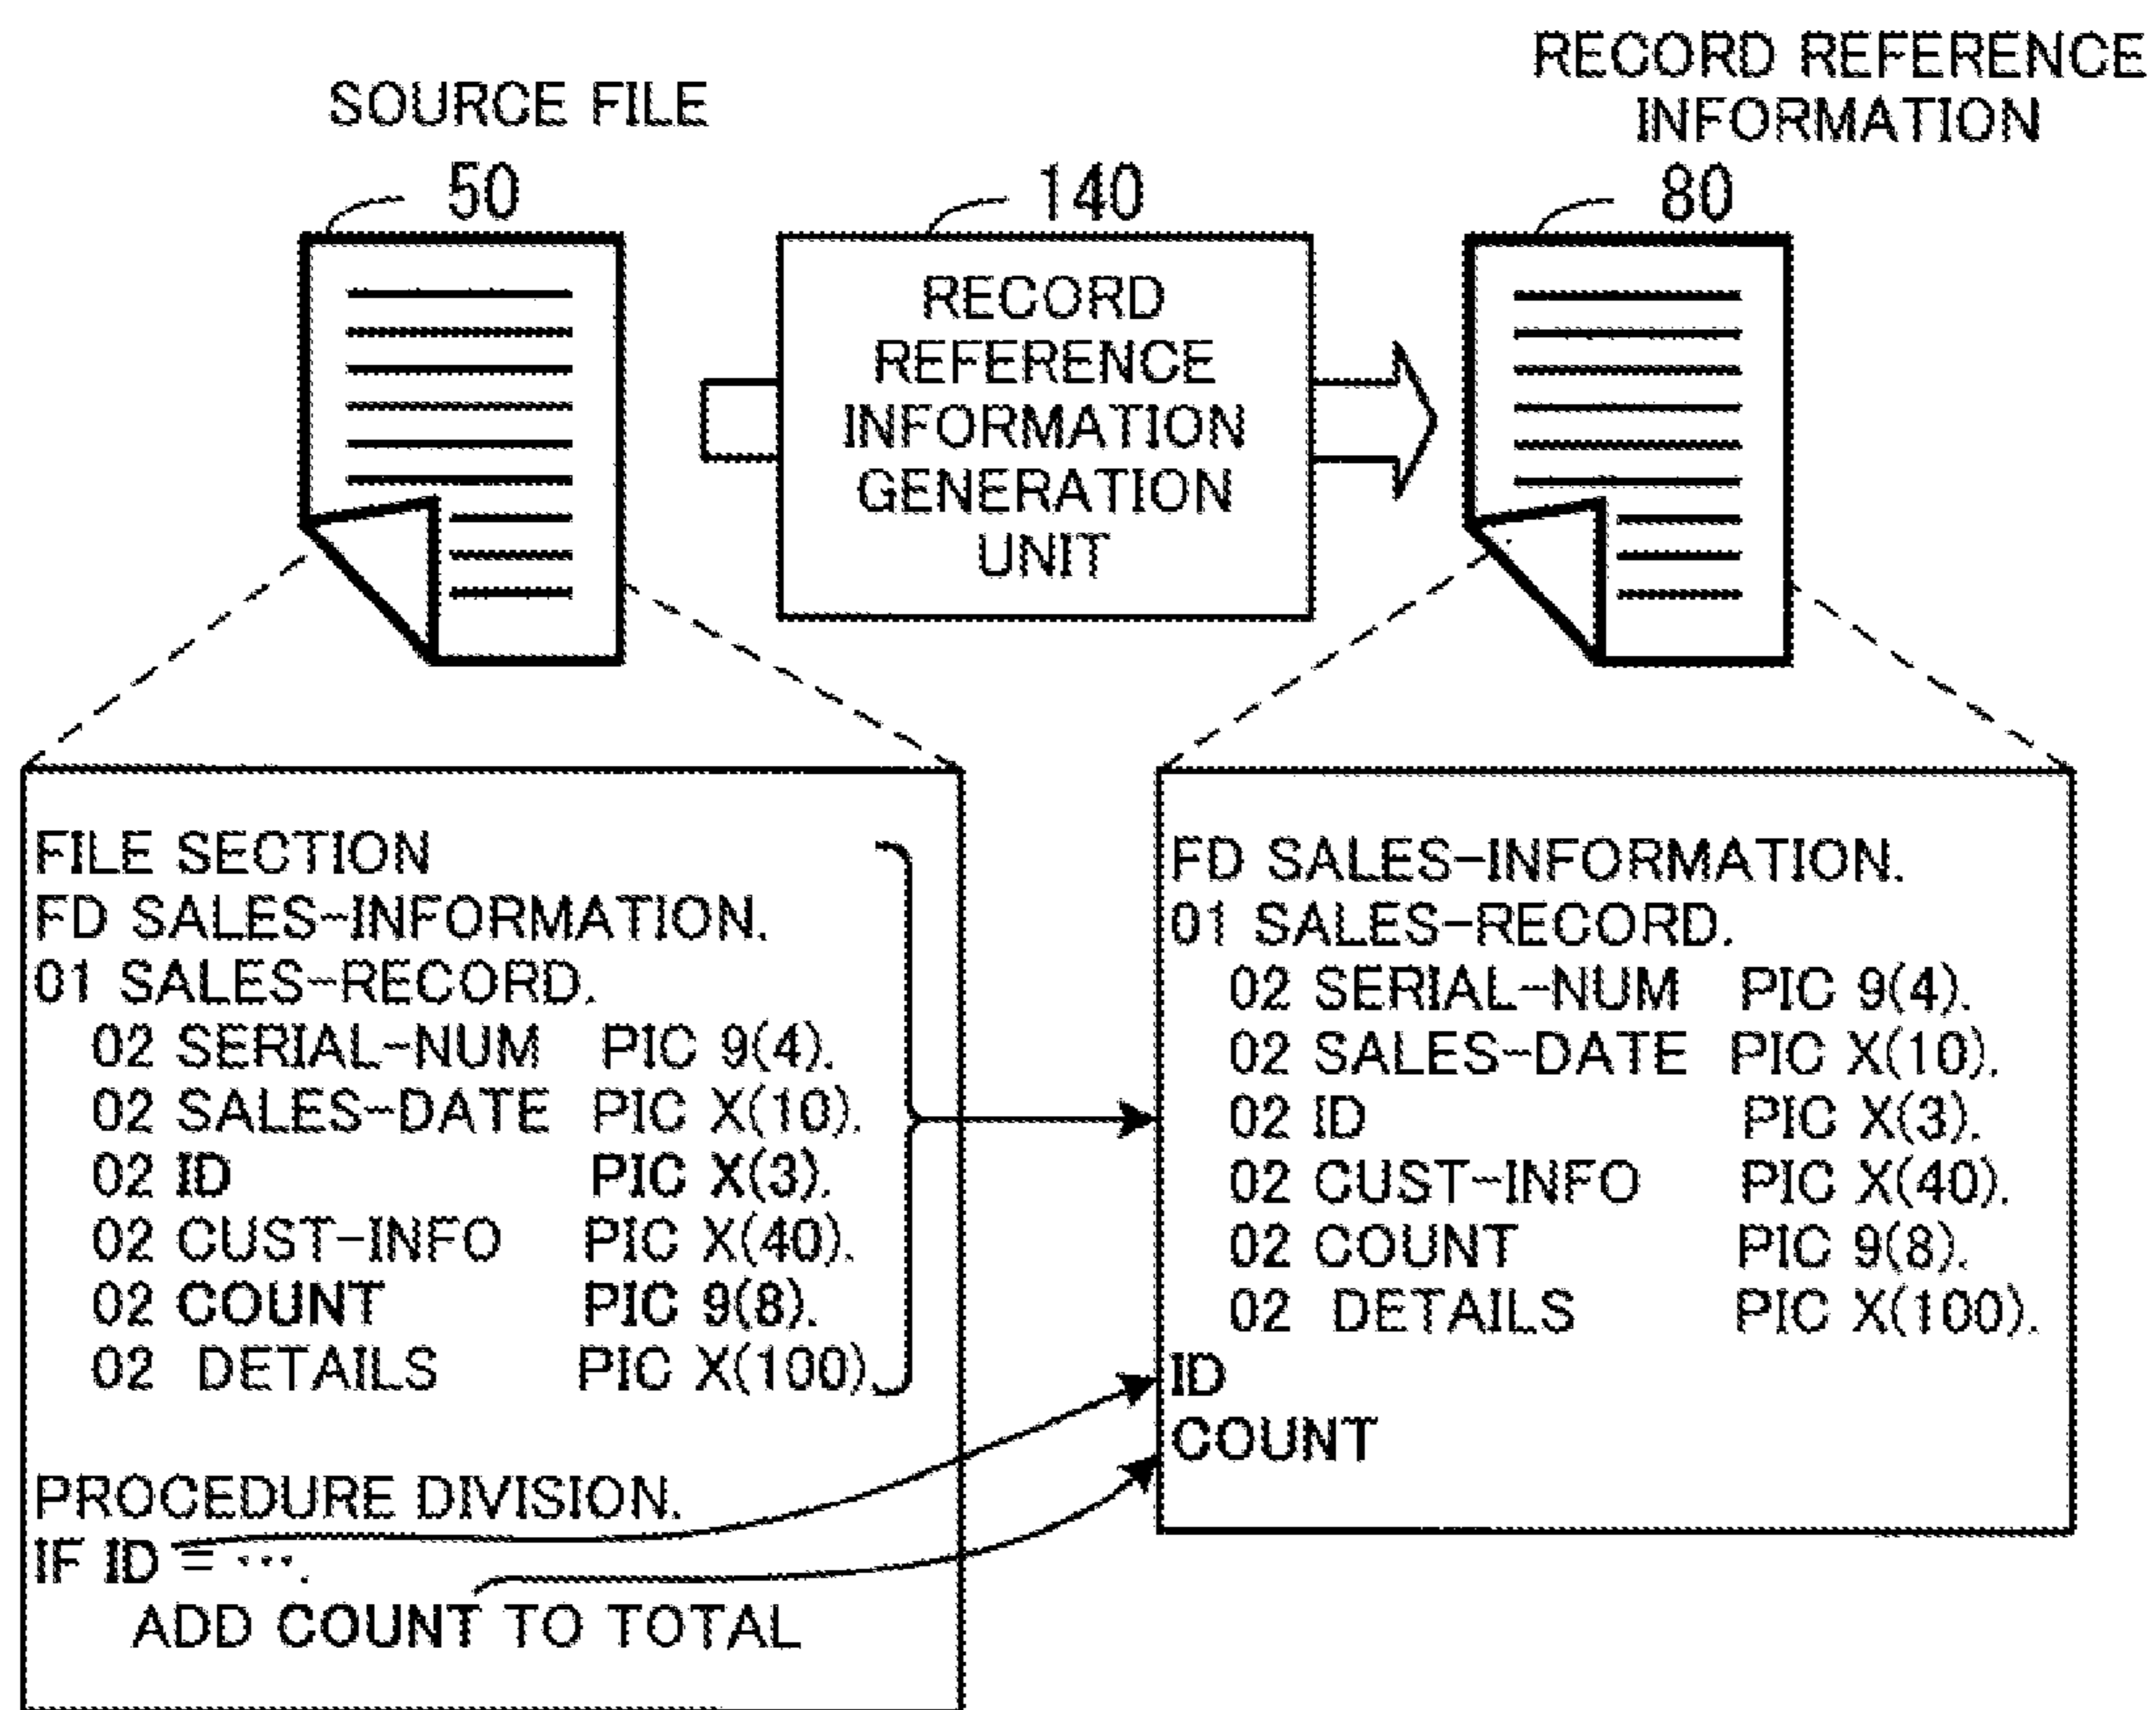 SOURCE FILE
50
140
RECORD REFERENCE
INFORMATION
80
RECORD
REFERENCE
INFORMATION
GENERATION
UNIT
FILE SECTION
FD SALES-INFORMATION.
01 SALES-RECORD.
02 SERIAL-NUM PIC 9(4).
02 SALES-DATE PIC X(10).
02 ID PIC X(3).
02 CUST-INFO PIC X(40).
02 COUNT PIC 9(8).
02 DETAILS PIC X(100).
PROCEDURE DIVISION.
IF ID = ….
ADD COUNT TO TOTAL
FD SALES-INFORMATION.
01 SALES-RECORD.
02 SERIAL-NUM PIC 9(4).
02 SALES-DATE PIC X(10).
02 ID PIC X(3).
02 CUST-INFO PIC X(40).
02 COUNT PIC 9(8).
02 DETAILS PIC X(100).
ID
COUNT